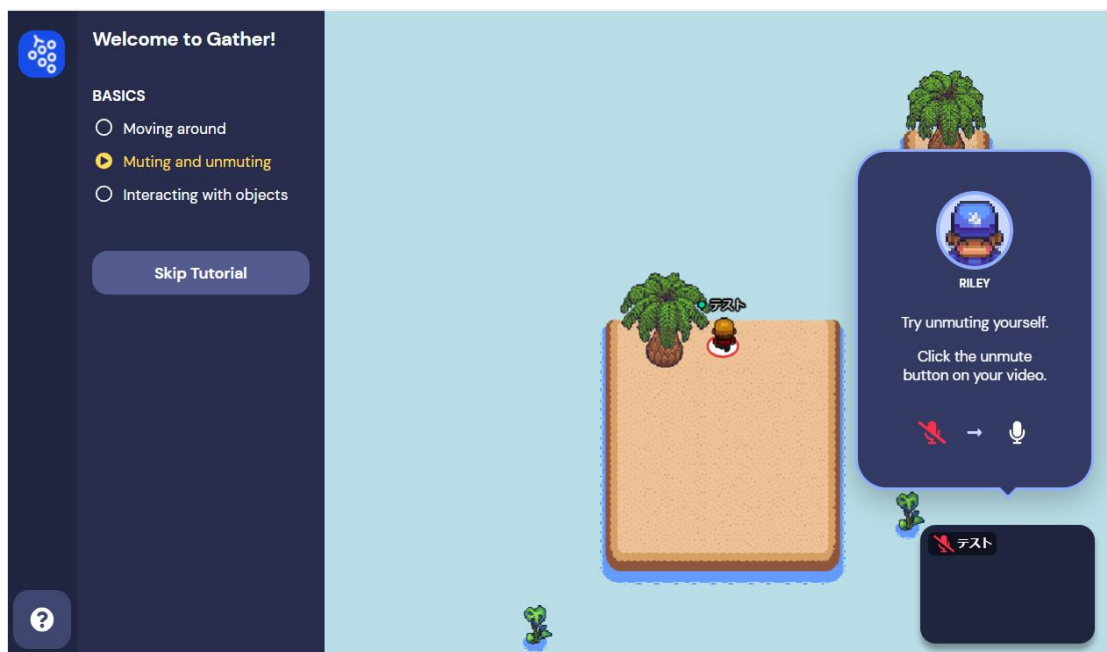 Welcome to Gather!
BASICS
Moving around
Muting and unmuting
Interacting with objects
Skip Tutorial
テスト
RILEY
Try unmuting yourself.
Click the unmute
button on your video.
テスト
?